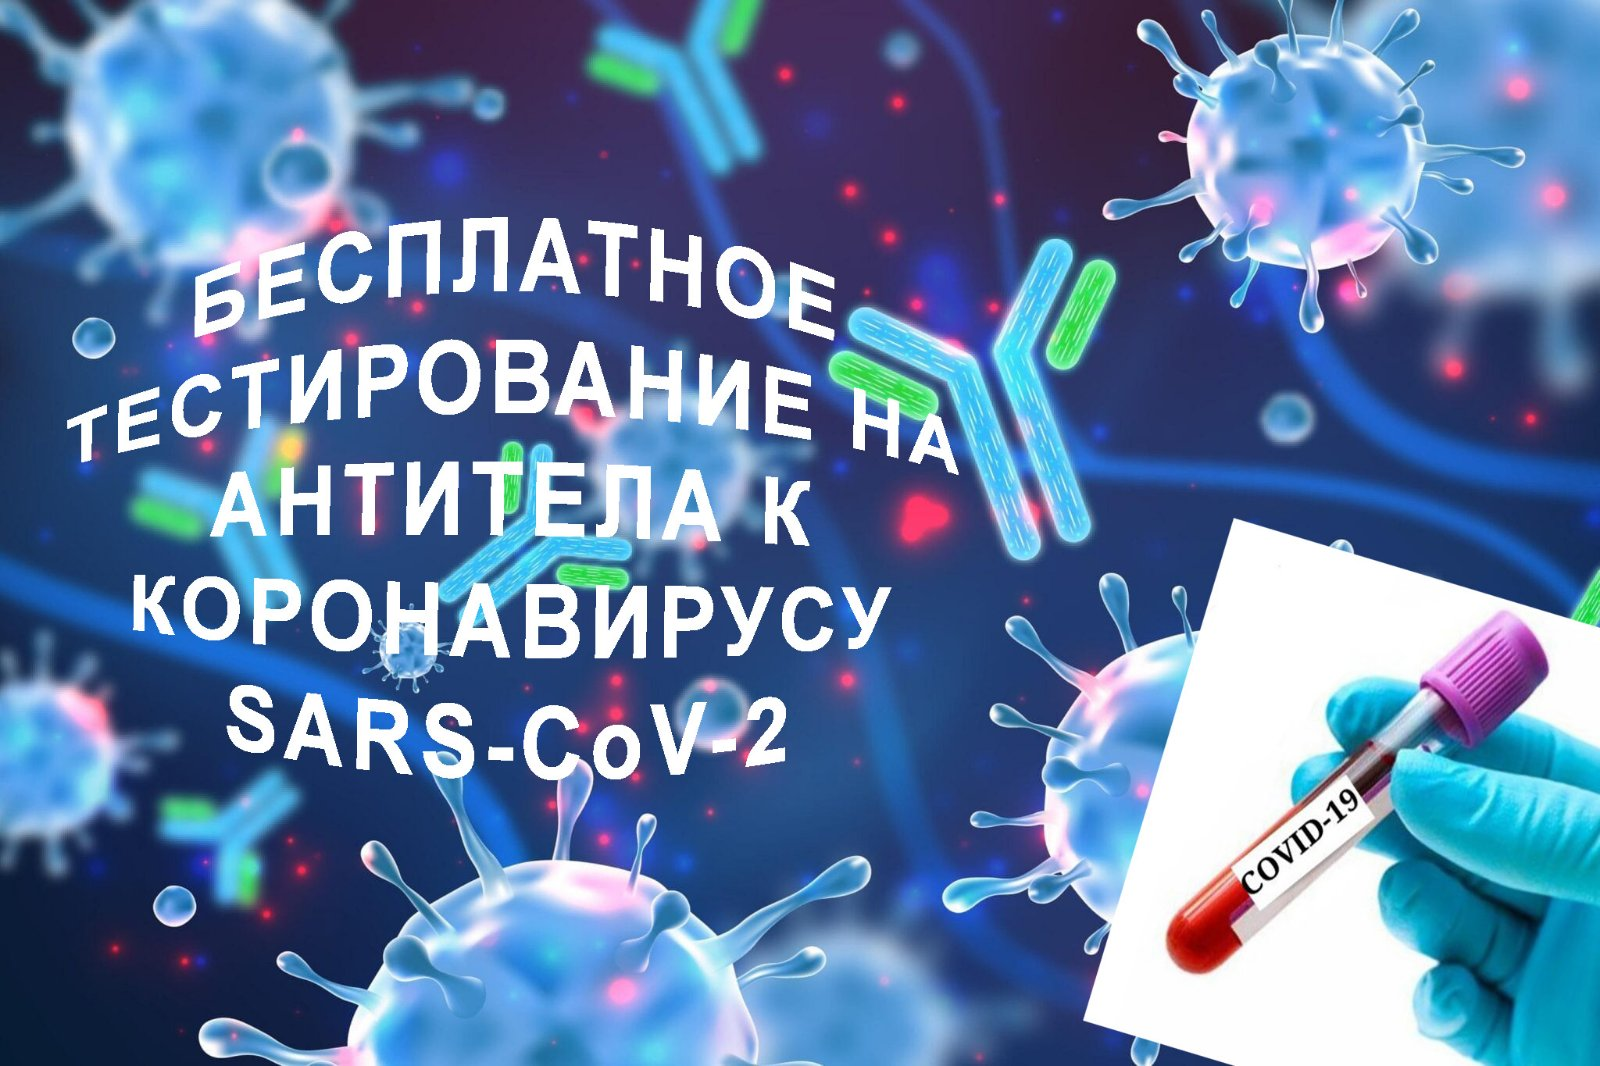 БЕСПЛАТНОЕ
ТЕСТИРОВАНИЕ НА
АНТИТЕЛА К
КОРОНАВИРУСУ
SARS-CoV-2
COVID-19